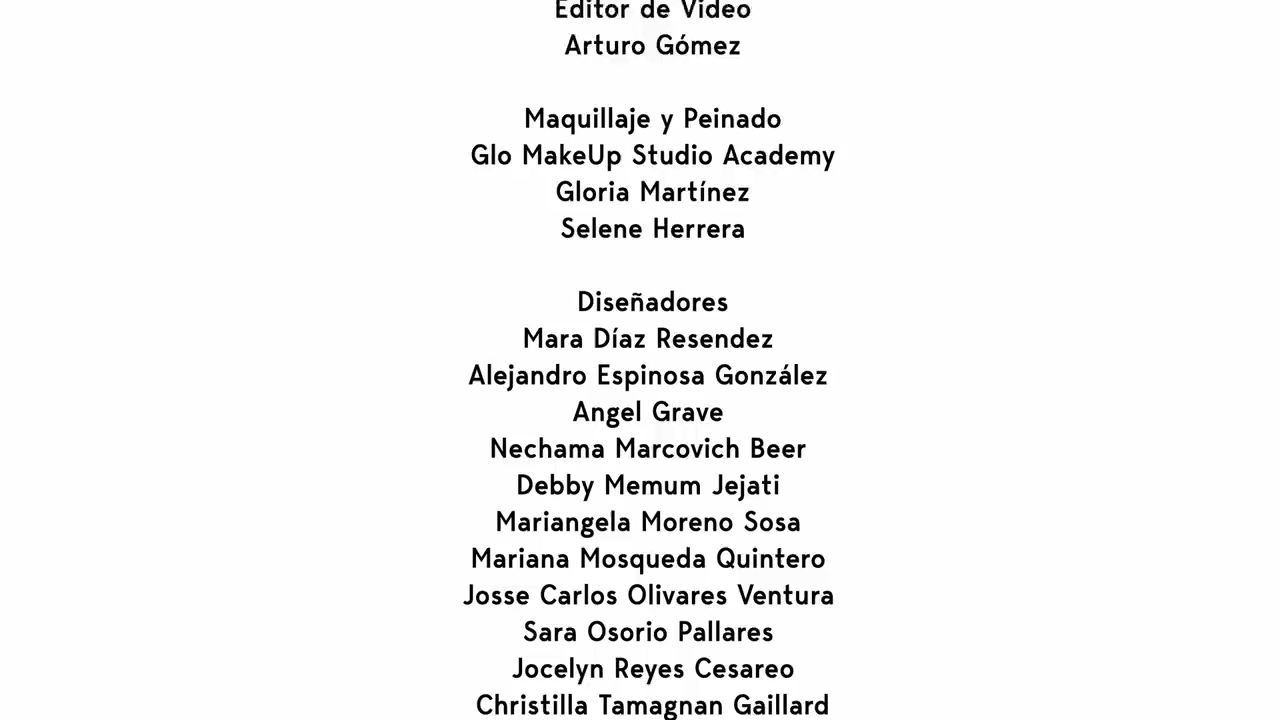 Editor de Video
Arturo Gómez
Maquillaje y Peinado
Glo MakeUp Studio Academy
Gloria Martínez
Selene Herrera
Diseñadores
Mara Díaz Resendez
Alejandro Espinosa González
Angel Grave
Nechama Marcovich Beer
Debby Memum Jejati
Mariangela Moreno Sosa
Mariana Mosqueda Quintero
Josse Carlos Olivares Ventura
Sara Osorio Pallares
Jocelyn Reyes Cesareo
Christilla Tamagnan Gaillard